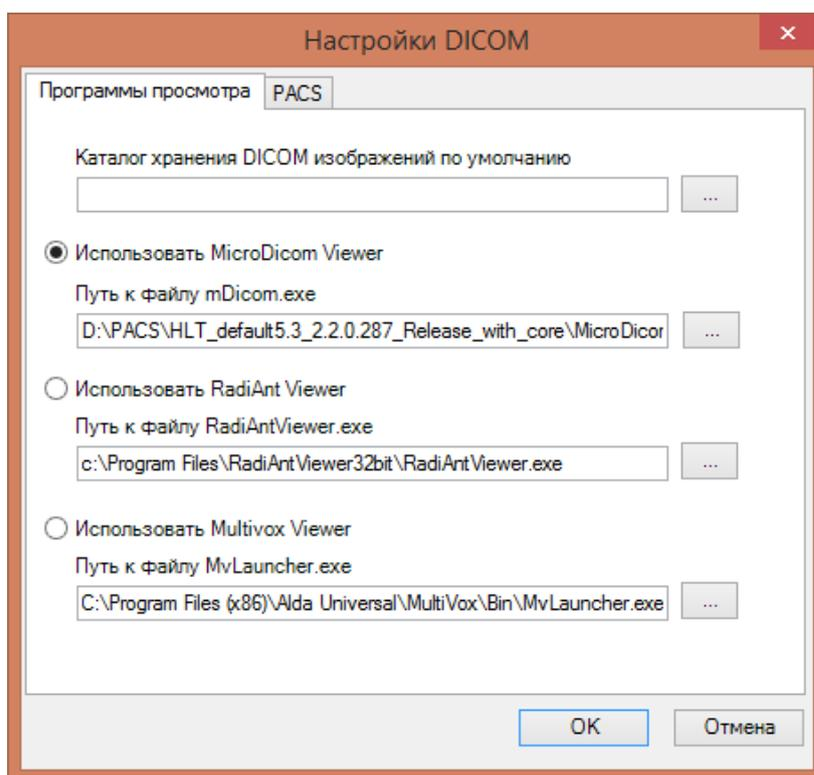 Настройки DICOM
×
Программы просмотра PACS
Каталог хранения DICOM изображений по умолчанию
...
Использовать MicroDicom Viewer
Путь к файлу mDicom.exe
D:\PACS\HLT_default5.3_2.2.0.287_Release_with_core\MicroDicor ...
Использовать RadiAnt Viewer
Путь к файлу RadiAntViewer.exe
c:\Program Files\RadiAntViewer32bit\RadiAntViewer.exe ...
Использовать Multivox Viewer
Путь к файлу MvLauncher.exe
C:\Program Files (x86)\Alda Universal\MultiVox\Bin\MvLauncher.exe ...
OK Отмена